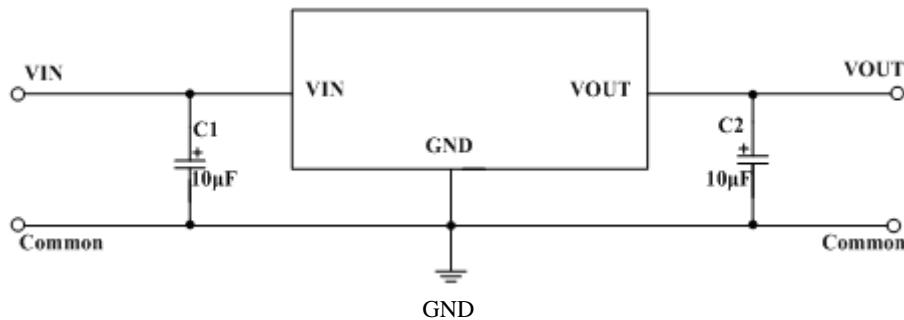 VIN
VOUT
VIN
VOUT
C1
+
10μF
GND
C2
+
10μF
Common
Common
GND